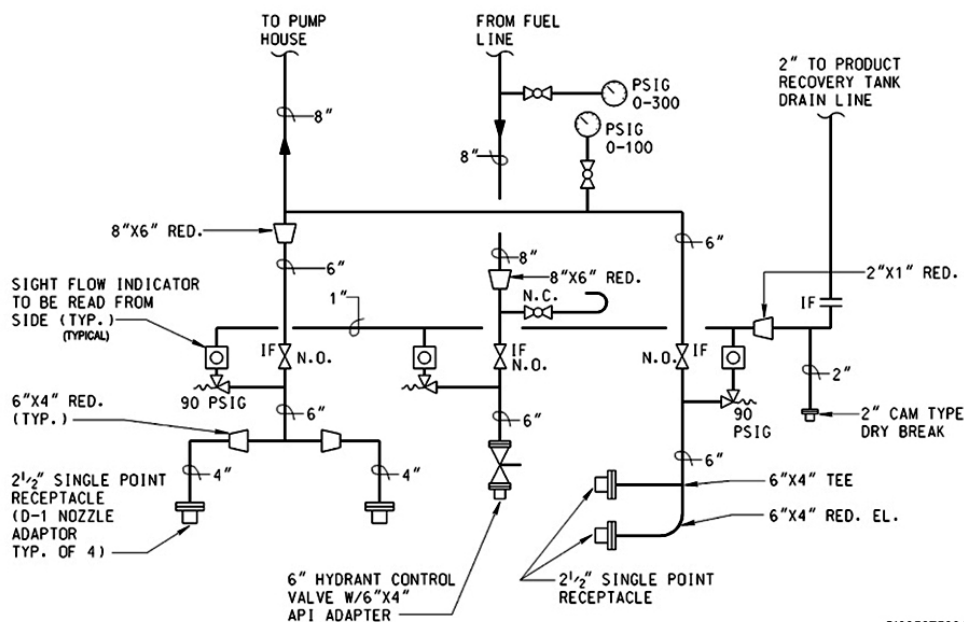 TO PUMP
HOUSE
FROM FUEL
LINE
2" TO PRODUCT
RECOVERY TANK
DRAIN LINE
PSIG
0-300
PSIG
0-100
8"
8"
8"X6" RED.
6"
8"
6"
8"X6" RED.
2"X1" RED.
SIGHT FLOW INDICATOR
TO BE READ FROM
SIDE (TYP.)
(TYPICAL)
1"
N.C.
IF
IF
N.O.
IF
N.O.
N.O.
IF
90 PSIG
2"
6"X4" RED.
(TYP.)
6"
6"
90
PSIG
2" CAM TYPE
DRY BREAK
4"
4"
6"
2 1/2" SINGLE POINT
RECEPTACLE
(D-1 NOZZLE
ADAPTOR
TYP. OF 4)
6"X4" TEE
6"X4" RED. EL.
6" HYDRANT CONTROL
VALVE W/6"X4"
API ADAPTER
2 1/2" SINGLE POINT
RECEPTACLE